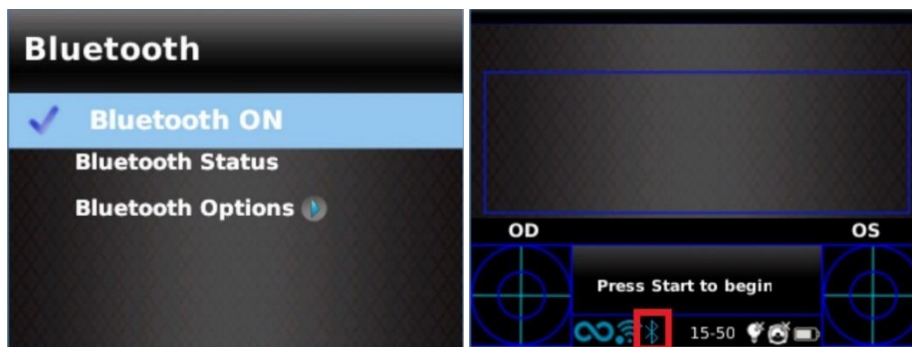 Bluetooth
Bluetooth ON
Bluetooth Status
Bluetooth Options
OD
OS
Press Start to begin
15-50